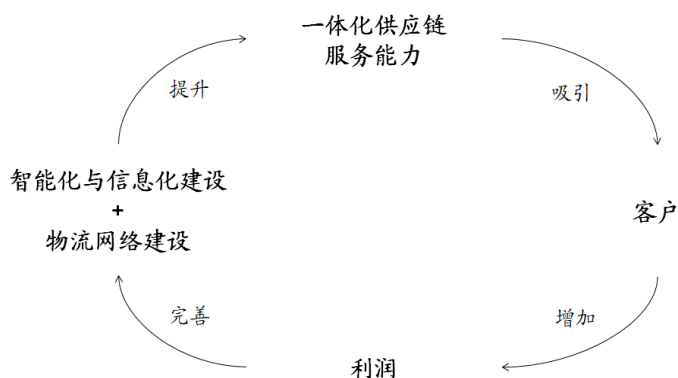 一体化供应链
服务能力
提升
吸引
智能化与信息化建设
+
物流网络建设
客户
完善
增加
利润